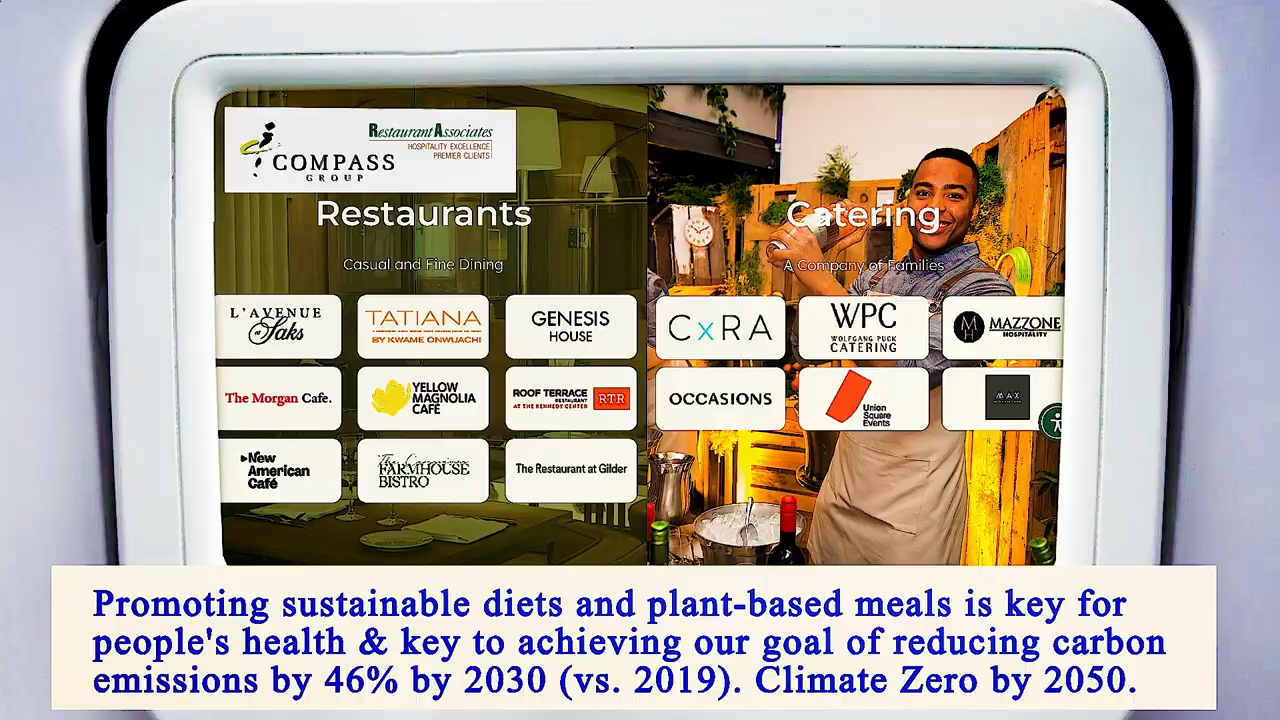 COMPASS
GROUP
Restaurant Associates
HOSPITALITY EXCELLENCE
PREMIER CLIENTS
Restaurants
Casual and Fine Dining
L'AVENUE
at Saks
TATIANA
BY KWAME ONWUACHI
GENESIS
HOUSE
The Morgan Cafe.
YELLOW
MAGNOLIA
CAFÉ
ROOF TERRACE
RESTAURANT
AT THE KENNEDY CENTER
RTR
New
American
Café
FARMHOUSE
BISTRO
The Restaurant at Gilder
Catering
A Company of Families
CxRA
WPC
WOLFGANG PUCK
CATERING
MH
MAZZONE
HOSPITALITY
OCCASIONS
Union
Square
Events
MAX
Promoting sustainable diets and plant-based meals is key for
people's health & key to achieving our goal of reducing carbon
emissions by 46% by 2030 (vs. 2019). Climate Zero by 2050.